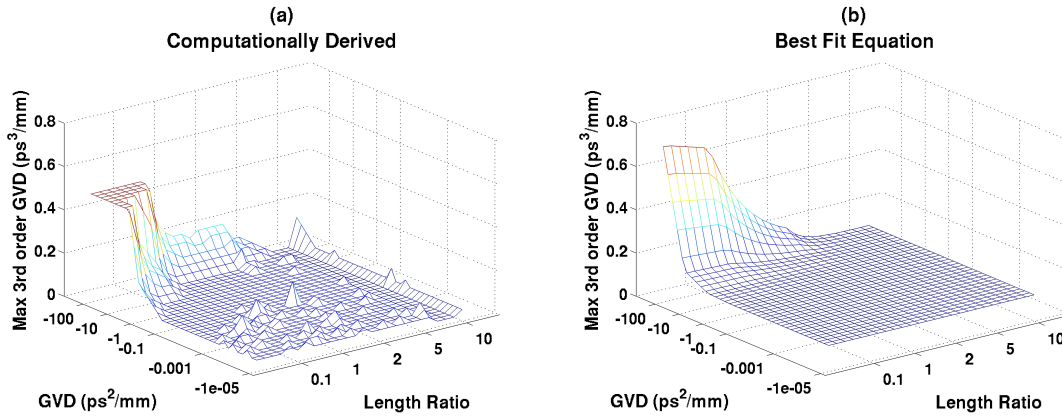 (a)
Computationally Derived
Max 3rd order GVD (ps³/mm)
0.8
0.6
0.4
0.2
0
-100
-10
-1
-0.1
-0.001
-1e-05
GVD (ps²/mm)
0.1
1
2
5
10
Length Ratio
(b)
Best Fit Equation
Max 3rd order GVD (ps³/mm)
0.8
0.6
0.4
0.2
0
-100
-10
-1
-0.1
-0.001
-1e-05
GVD (ps²/mm)
0.1
1
2
5
10
Length Ratio